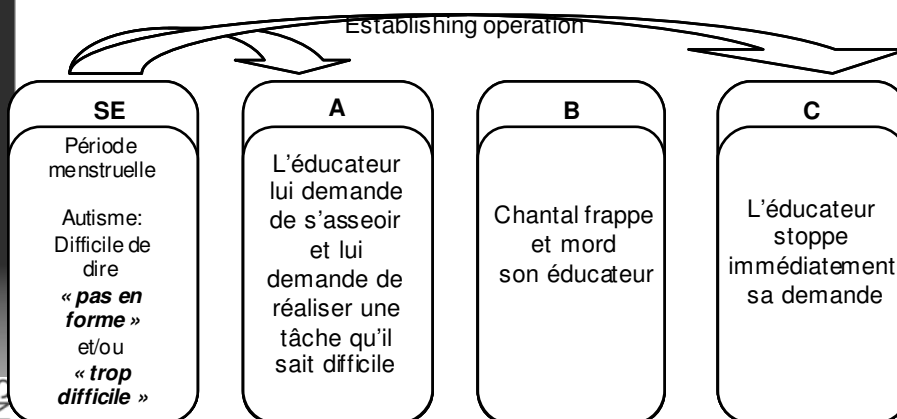 Establishing operation
SE
Période
menstruelle
Autisme:
Difficile de
dire
« pas en
forme »
et/ou
« trop
difficile »
A
L'éducateur
lui demande
de s'asseoir
et lui
demande de
réaliser une
tâche qu'il
sait difficile
B
Chantal frappe
et mord
son éducateur
C
L'éducateur
stoppe
immédiatement
sa demande